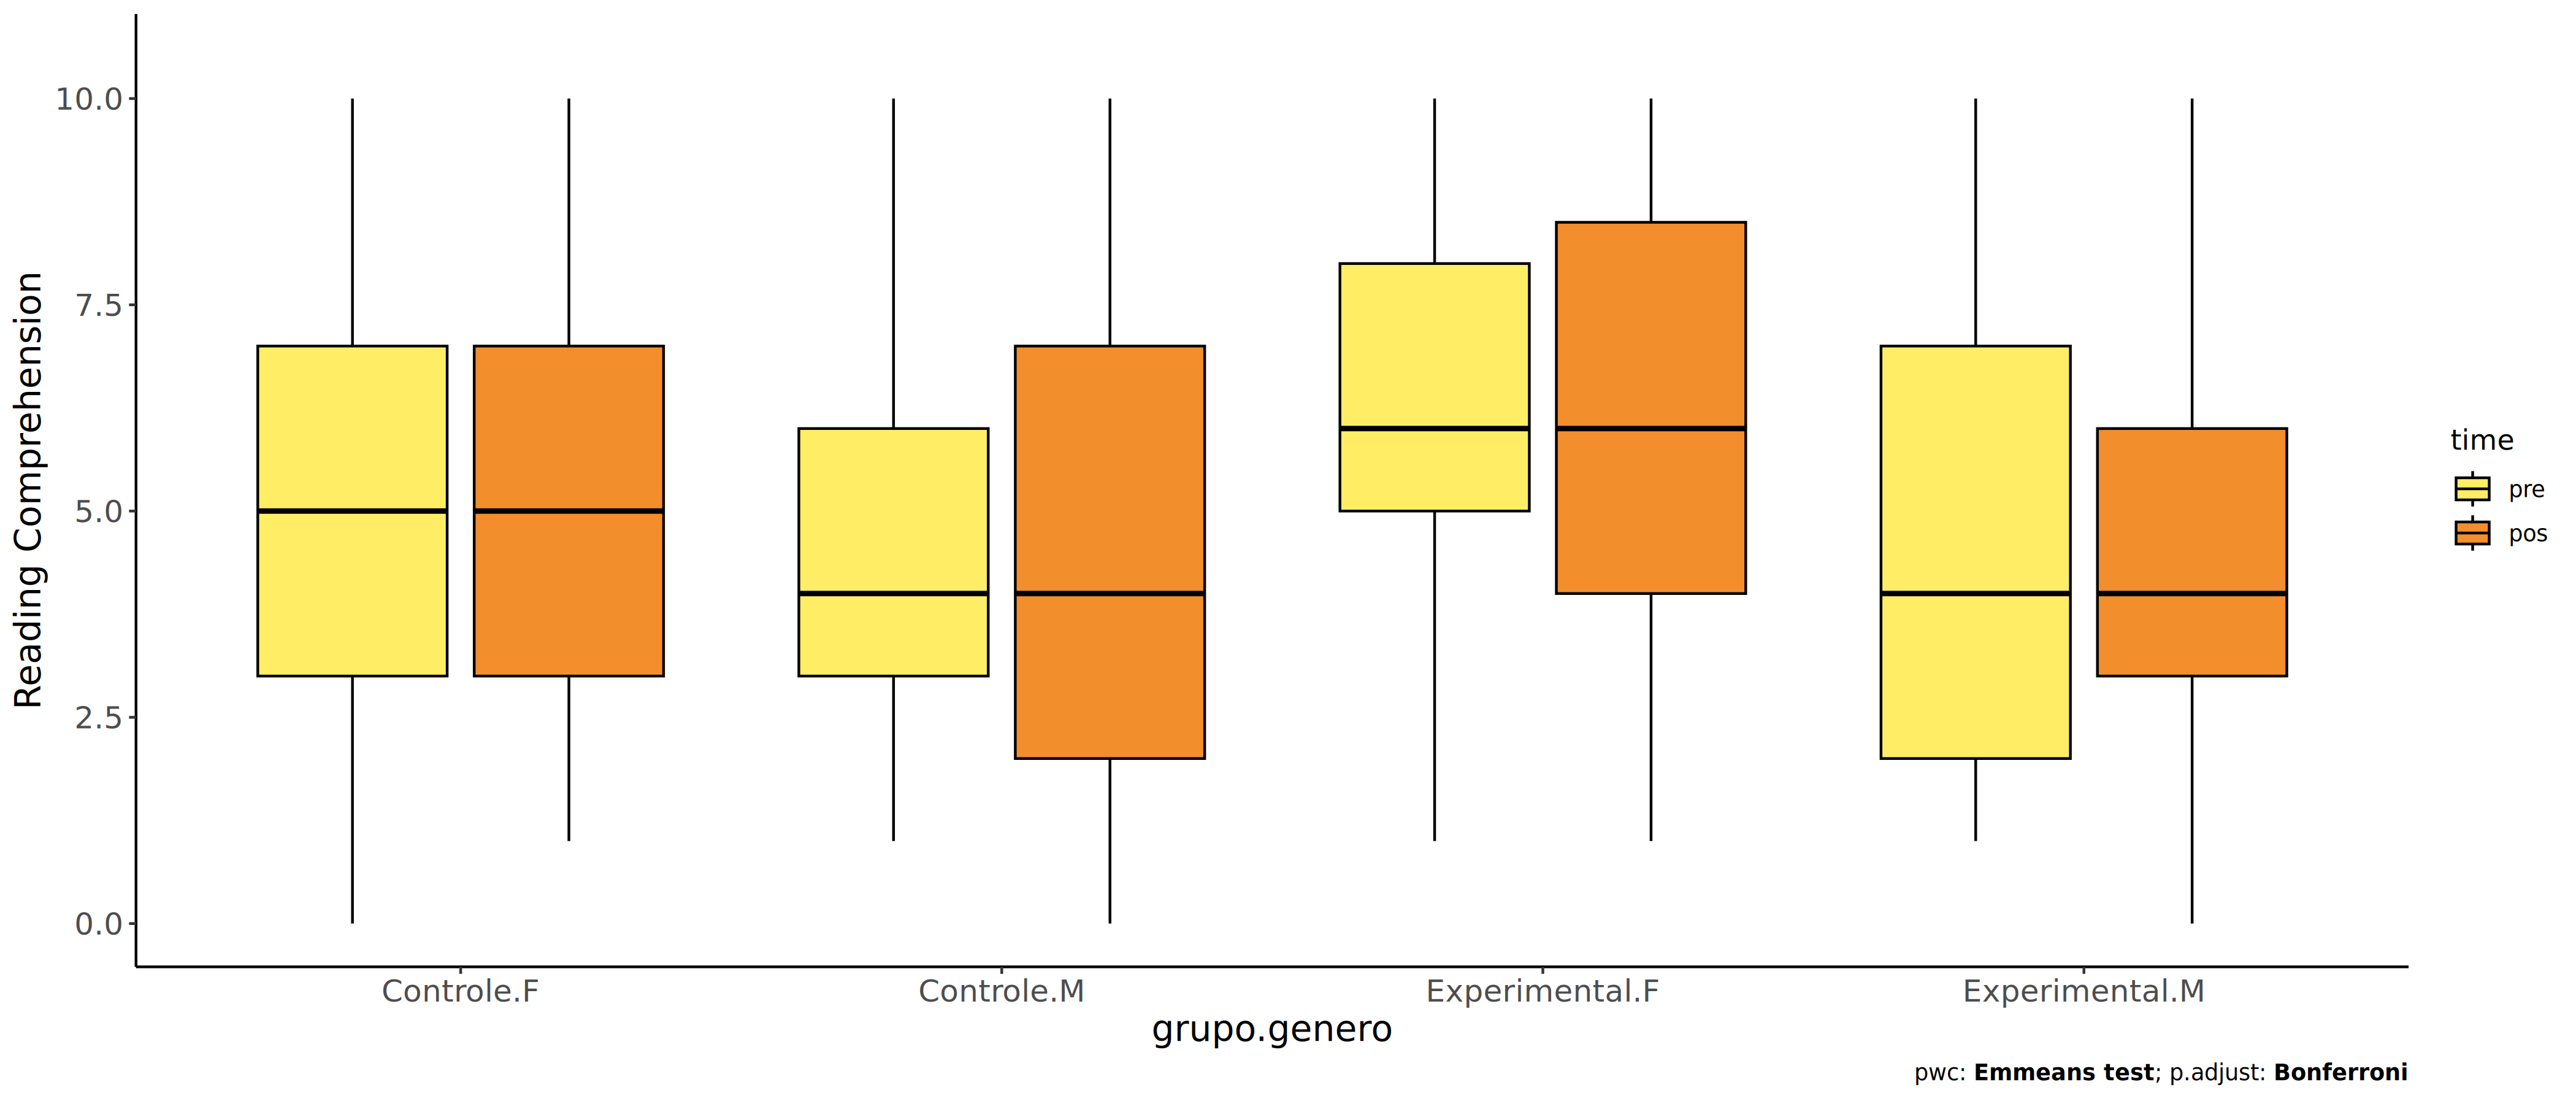 Reading Comprehension
10.0
7.5
5.0
2.5
0.0
Controle.F
Controle.M
Experimental.F
Experimental.M
grupo.genero
time
pre
pos
pwc: Emmeans test; p.adjust: Bonferroni